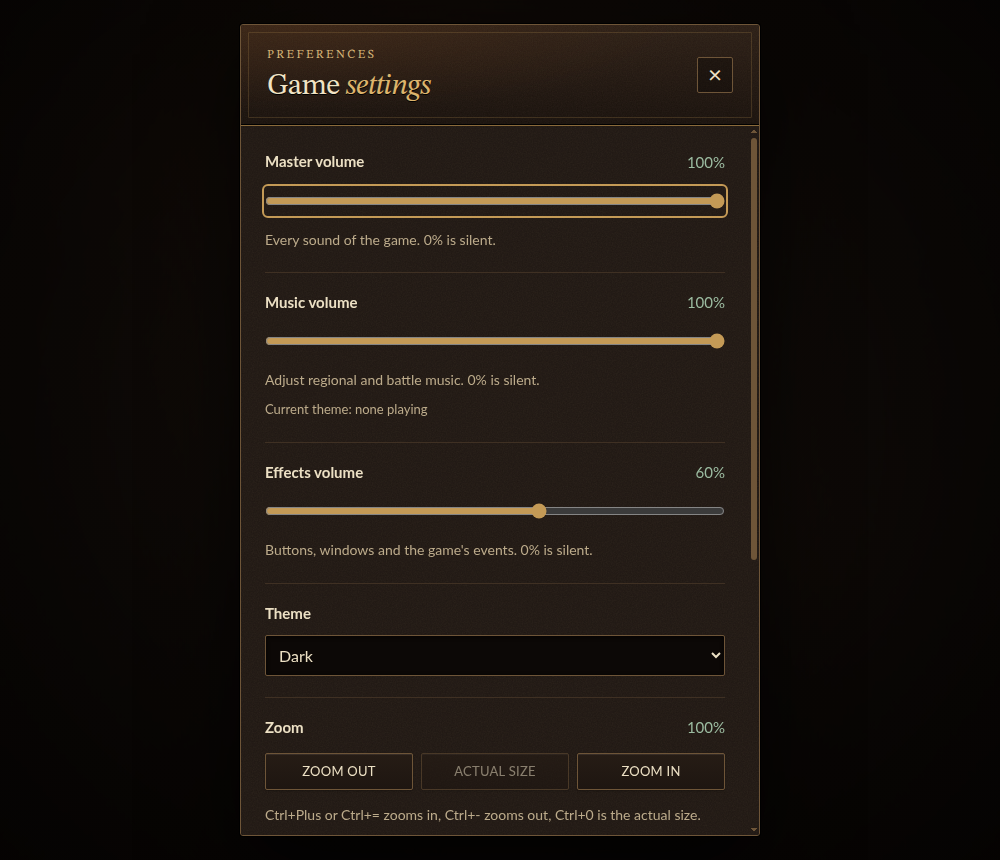 PREFERENCES
Game settings
✕
Master volume 100%
Every sound of the game. 0% is silent.
Music volume 100%
Adjust regional and battle music. 0% is silent.
Current theme: none playing
Effects volume 60%
Buttons, windows and the game's events. 0% is silent.
Theme
Dark
Zoom 100%
ZOOM OUT ACTUAL SIZE ZOOM IN
Ctrl+Plus or Ctrl+= zooms in, Ctrl+- zooms out, Ctrl+0 is the actual size.